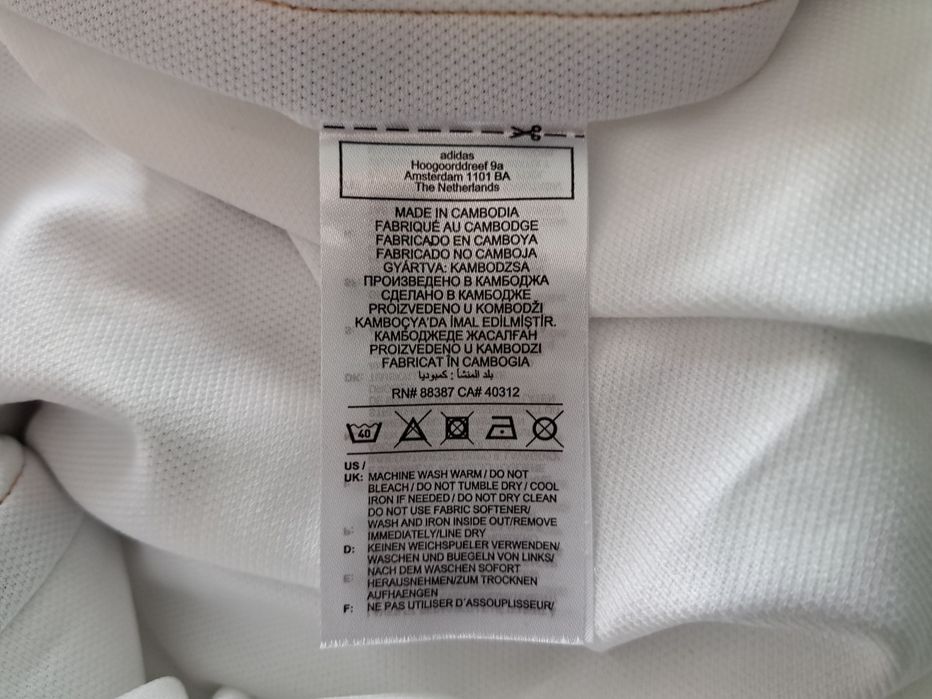 adidas
Hoogoorddreef 9a
Amsterdam 1101 BA
The Netherlands
MADE IN CAMBODIA
FABRIQUÉ AU CAMBODGE
FABRICADO EN CAMBOYA
FABRICADO NO CAMBOJA
GYÁRTVA: KAMBODZSA
ПРОИЗВЕДЕНО В КАМБОДЖА
СДЕЛАНО В КАМБОДЖЕ
PROIZVEDENO U KOMBODŽI
KAMBOÇYA'DA İMAL EDİLMİŞTİR.
КАМБОДЖЕДЕ ЖАСАЛҒАН
PROIZVEDENO U KAMBODZI
FABRICAT ÎN CAMBOGIA
بلد المنشأ : كمبوديا
RN# 88387 CA# 40312
40
US /
UK: MACHINE WASH WARM / DO NOT
BLEACH / DO NOT TUMBLE DRY / COOL
IRON IF NEEDED / DO NOT DRY CLEAN
DO NOT USE FABRIC SOFTENER/
WASH AND IRON INSIDE OUT/REMOVE
IMMEDIATELY/LINE DRY
D: KEINEN WEICHSPUELER VERWENDEN/
WASCHEN UND BUEGELN VON LINKS/
NACH DEM WASCHEN SOFORT
HERAUSNEHMEN/ZUM TROCKNEN
AUFHAENGEN
F: NE PAS UTILISER D'ASSOUPLISSEUR/